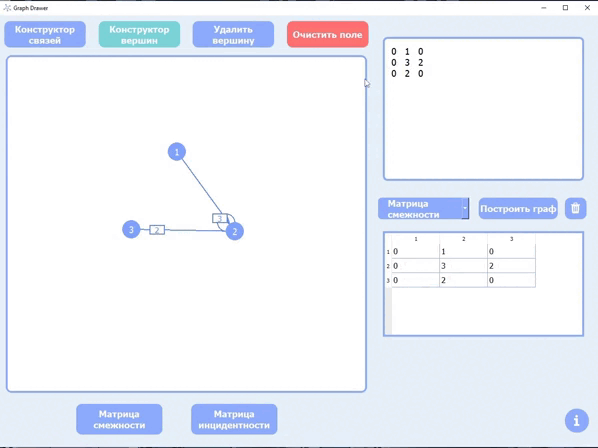 Graph Drawer
Конструктор связей
Конструктор вершин
Удалить вершину
Очистить поле
0 1 0
0 3 2
0 2 0
1
3
3
2
2
Матрица смежности
Построить граф
1 2 3
1 0 1 0
2 0 3 2
3 0 2 0
Матрица смежности
Матрица инцидентности
i